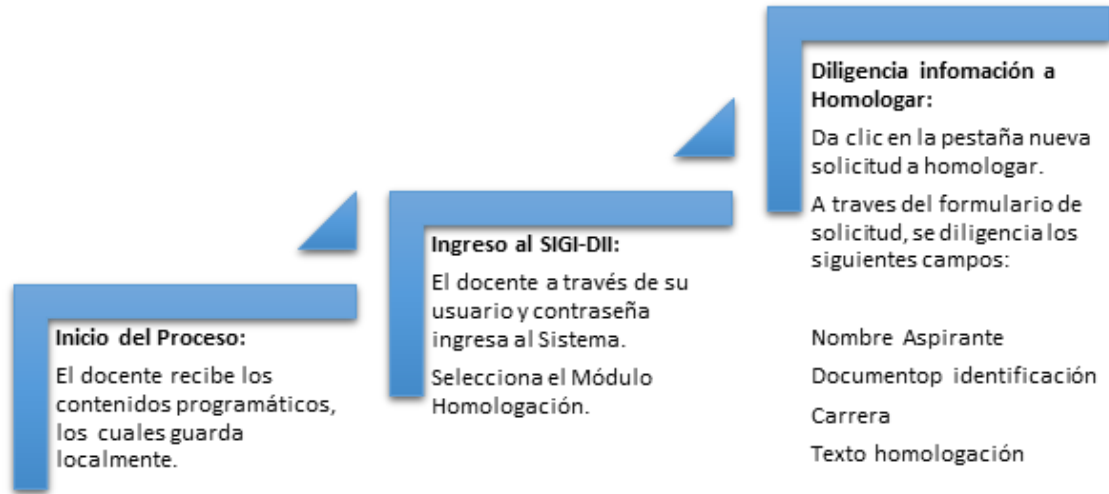 Inicio del Proceso:
El docente recibe los
contenidos programáticos,
los cuales guarda
localmente.
Ingreso al SIGI-DII:
El docente a través de su
usuario y contraseña
ingresa al Sistema.
Selecciona el Módulo
Homologación.
Diligencia infomación a
Homologar:
Da clic en la pestaña nueva
solicitud a homologar.
A traves del formulario de
solicitud, se diligencia los
siguientes campos:
Nombre Aspirante
Documentop identificación
Carrera
Texto homologación